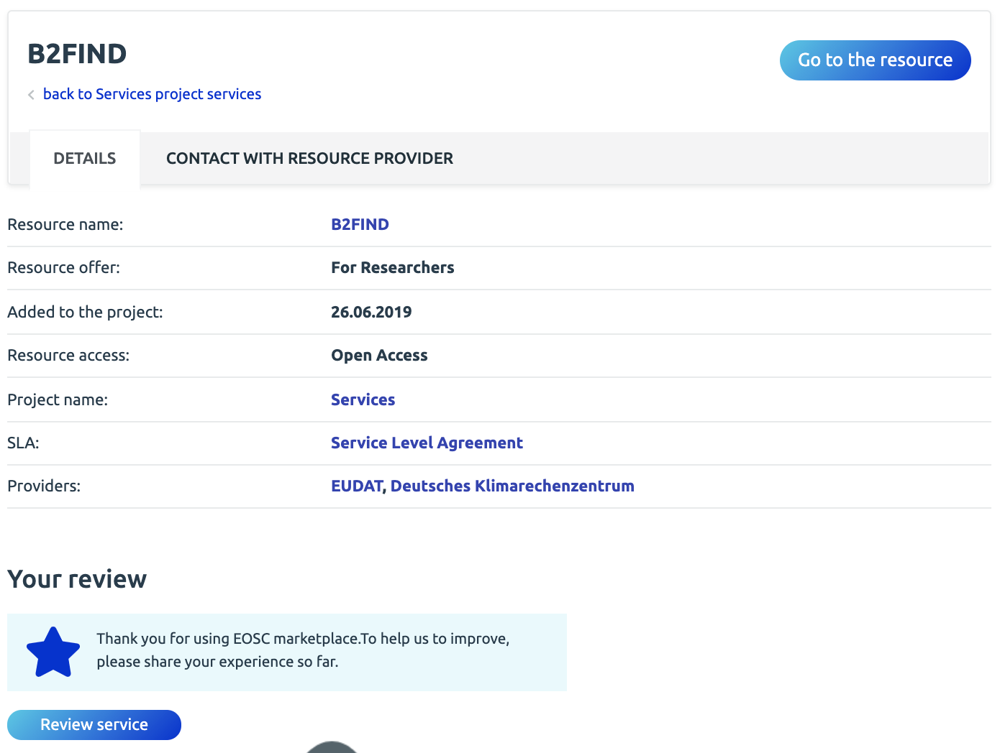 B2FIND
Go to the resource
back to Services project services
DETAILS
CONTACT WITH RESOURCE PROVIDER
Resource name: B2FIND
Resource offer: For Researchers
Added to the project: 26.06.2019
Resource access: Open Access
Project name: Services
SLA: Service Level Agreement
Providers: EUDAT, Deutsches Klimarechenzentrum
Your review
Thank you for using EOSC marketplace.To help us to improve,
please share your experience so far.
Review service